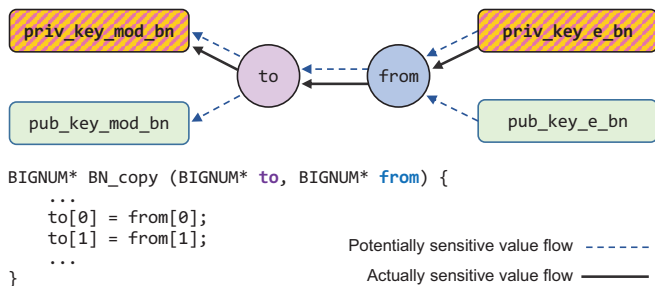 priv_key_mod_bn
priv_key_e_bn
to
from
pub_key_mod_bn
pub_key_e_bn
BIGNUM* BN_copy (BIGNUM* to, BIGNUM* from) {
...
to[0] = from[0];
to[1] = from[1];
...
}
Potentially sensitive value flow
Actually sensitive value flow